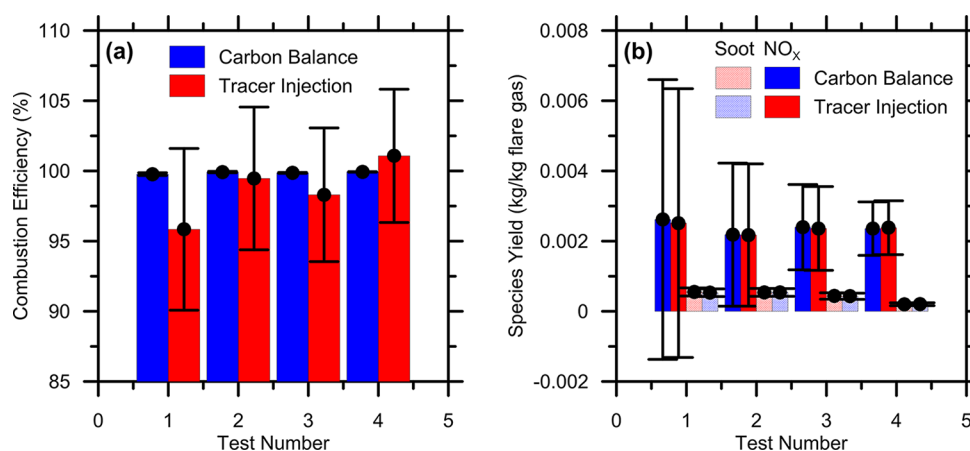 110
105
100
95
90
85
Combustion Efficiency (%)
(a)
Carbon Balance
Tracer Injection
0 1 2 3 4 5
Test Number
0.008
0.006
0.004
0.002
0
-0.002
Species Yield (kg/kg flare gas)
(b)
Soot NOX
Carbon Balance
Tracer Injection
0 1 2 3 4 5
Test Number